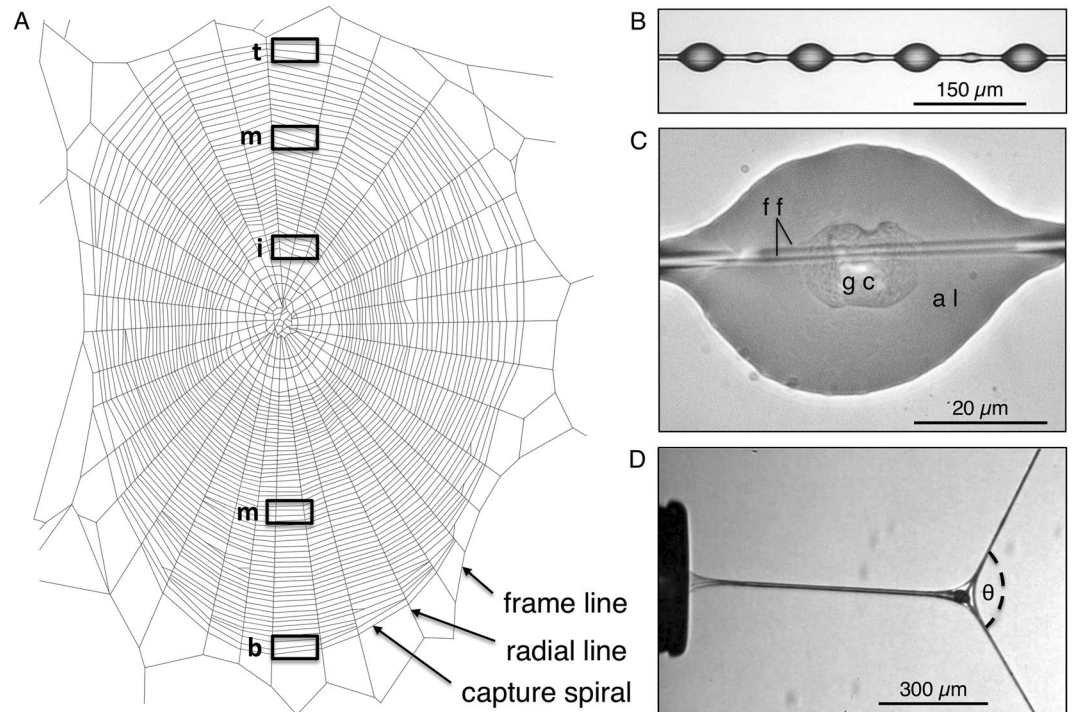 A
t
m
i
m
b
frame line
radial line
capture spiral
B
150 µm
C
f f
g c
a l
20 µm
D
θ
300 µm